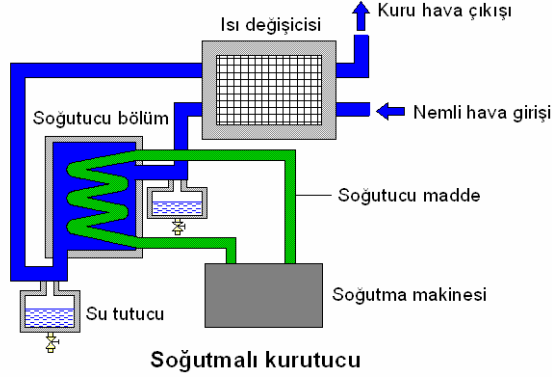 Kuru hava çıkışı
Isı değişicisi
Nemli hava girişi
Soğutucu bölüm
Soğutucu madde
Soğutma makinesi
Su tutucu
Soğutmalı kurutucu